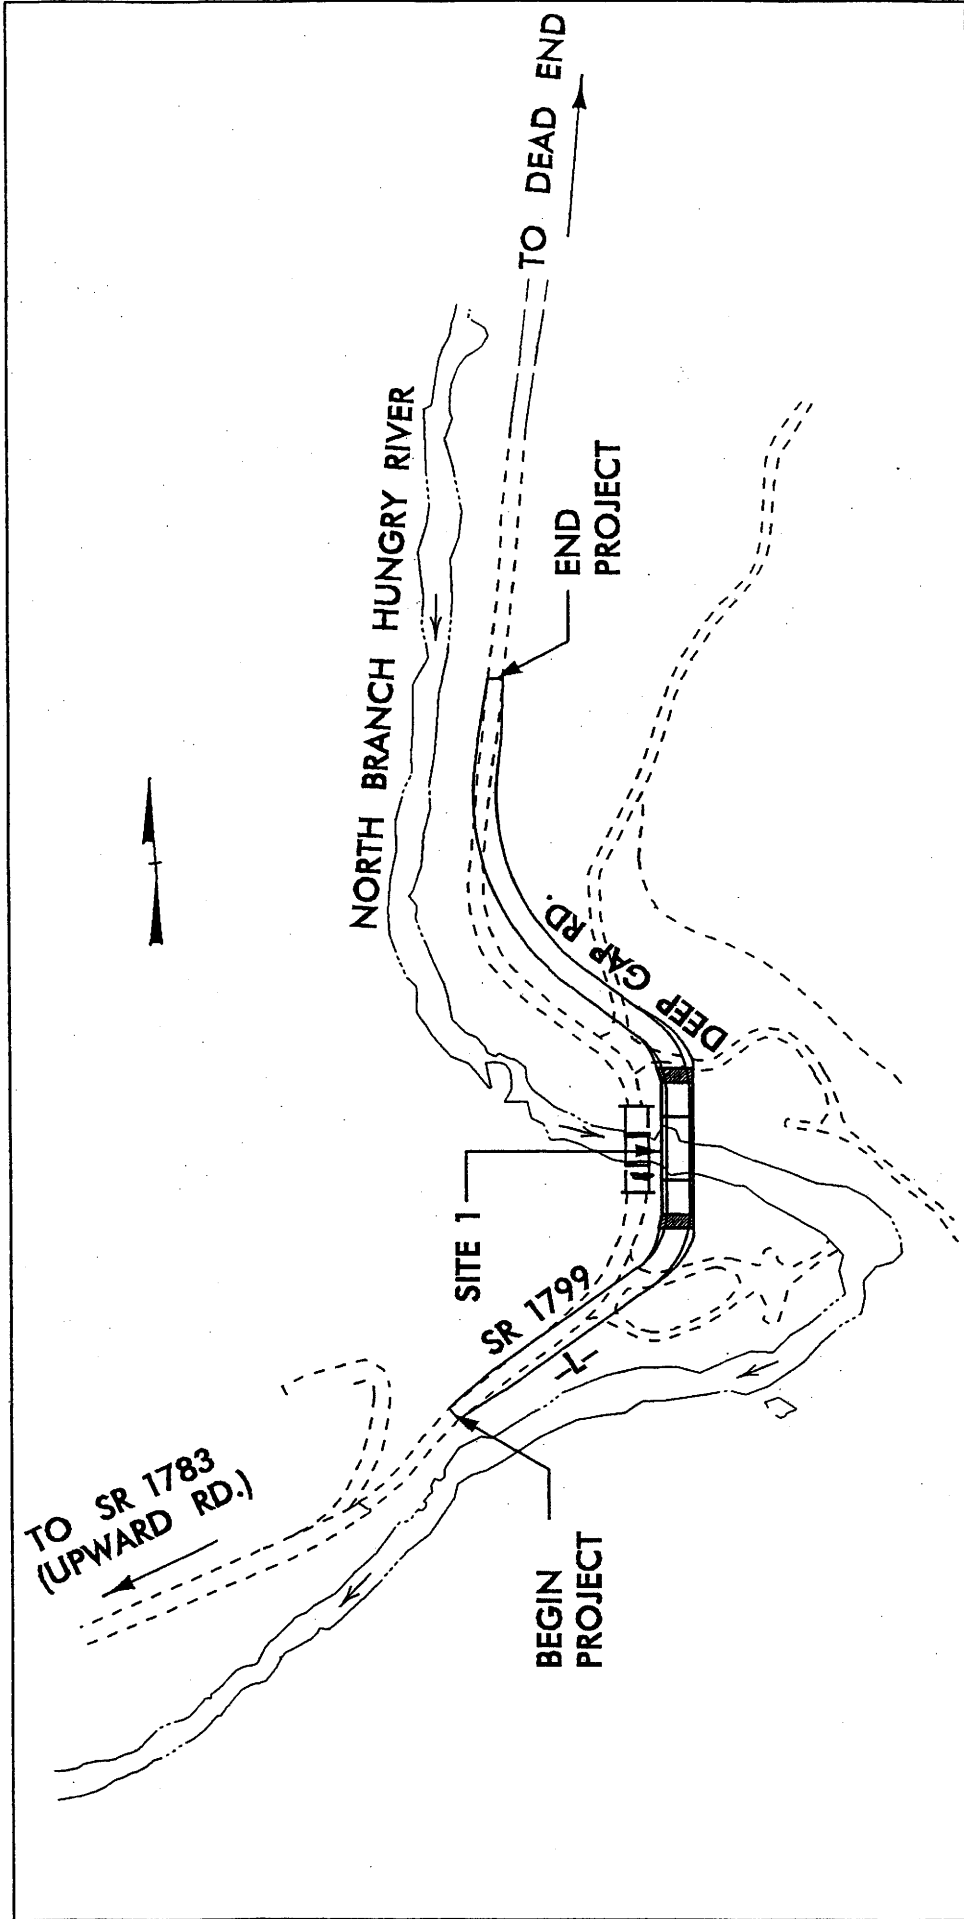 TO SR 1783
(UPWARD RD.)
BEGIN
PROJECT
SR 1799
-L-
SITE 1
DEEP GAP RD.
NORTH BRANCH HUNGRY RIVER
END
PROJECT
TO DEAD END